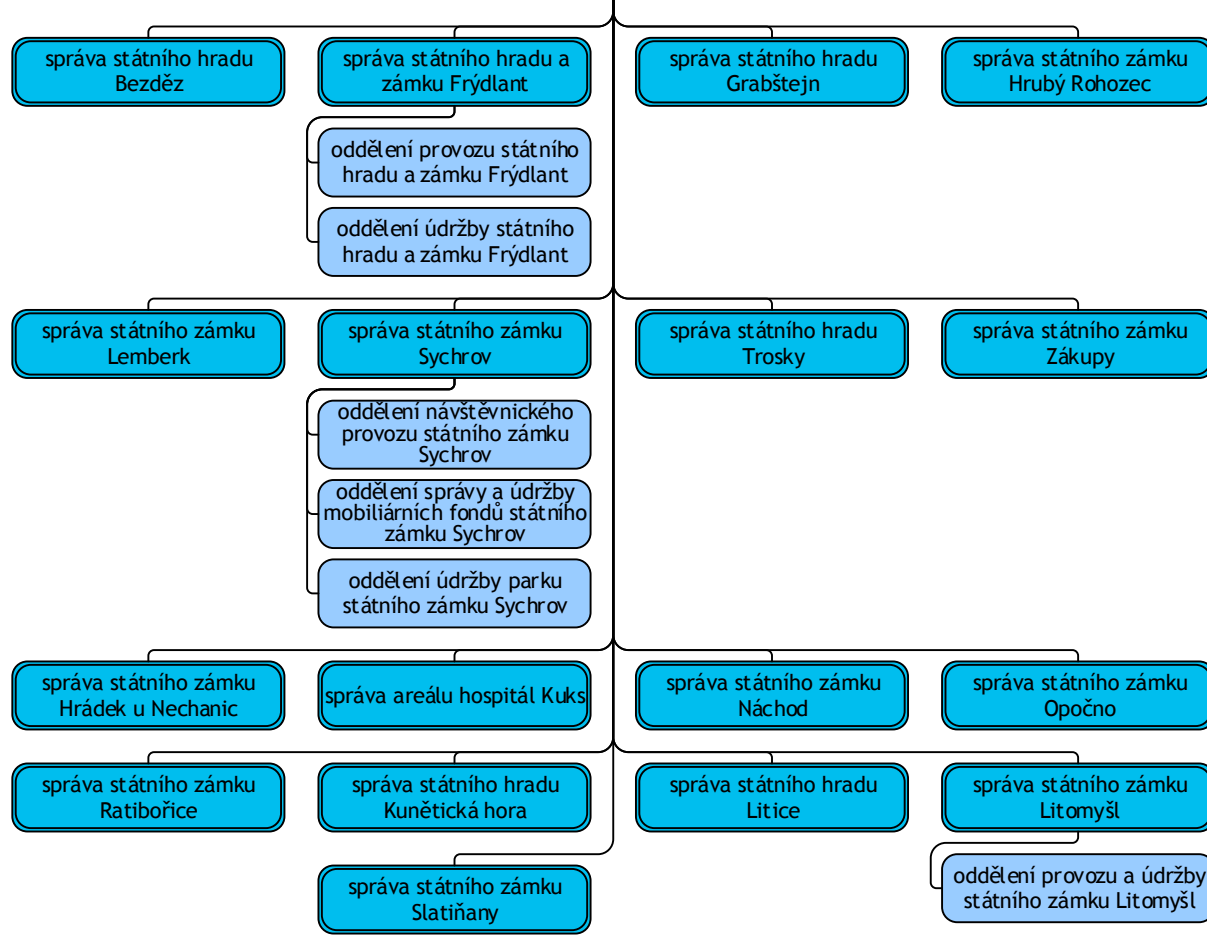 správa státního hradu
Bezděz
správa státního hradu a
zámku Frýdlant
správa státního hradu
Grabštejn
správa státního zámku
Hrubý Rohozec
oddělení provozu státního
hradu a zámku Frýdlant
oddělení údržby státního
hradu a zámku Frýdlant
správa státního zámku
Lemberk
správa státního zámku
Sychrov
správa státního hradu
Trosky
správa státního zámku
Zákupy
oddělení návštěvnického
provozu státního zámku
Sychrov
oddělení správy a údržby
mobiliárních fondů státního
zámku Sychrov
oddělení údržby parku
státního zámku Sychrov
správa státního zámku
Hrádek u Nechanic
správa areálu hospitál Kuks
správa státního zámku
Náchod
správa státního zámku
Opočno
správa státního zámku
Ratibořice
správa státního hradu
Kunětická hora
správa státního hradu
Litice
správa státního zámku
Litomyšl
správa státního zámku
Slatiňany
oddělení provozu a údržby
státního zámku Litomyšl